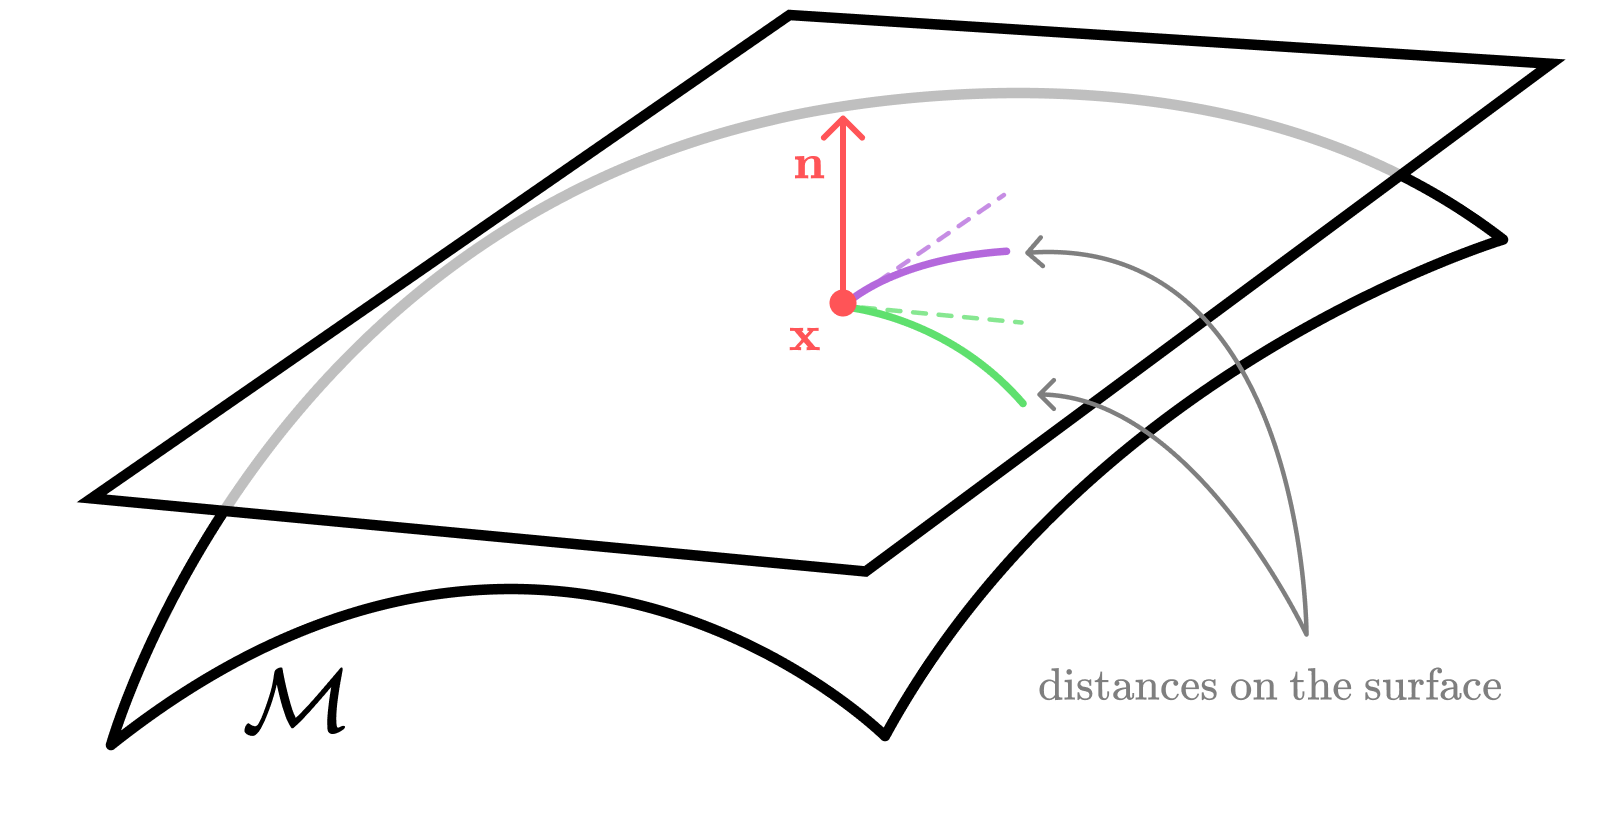 n
x
distances on the surface
ℳ